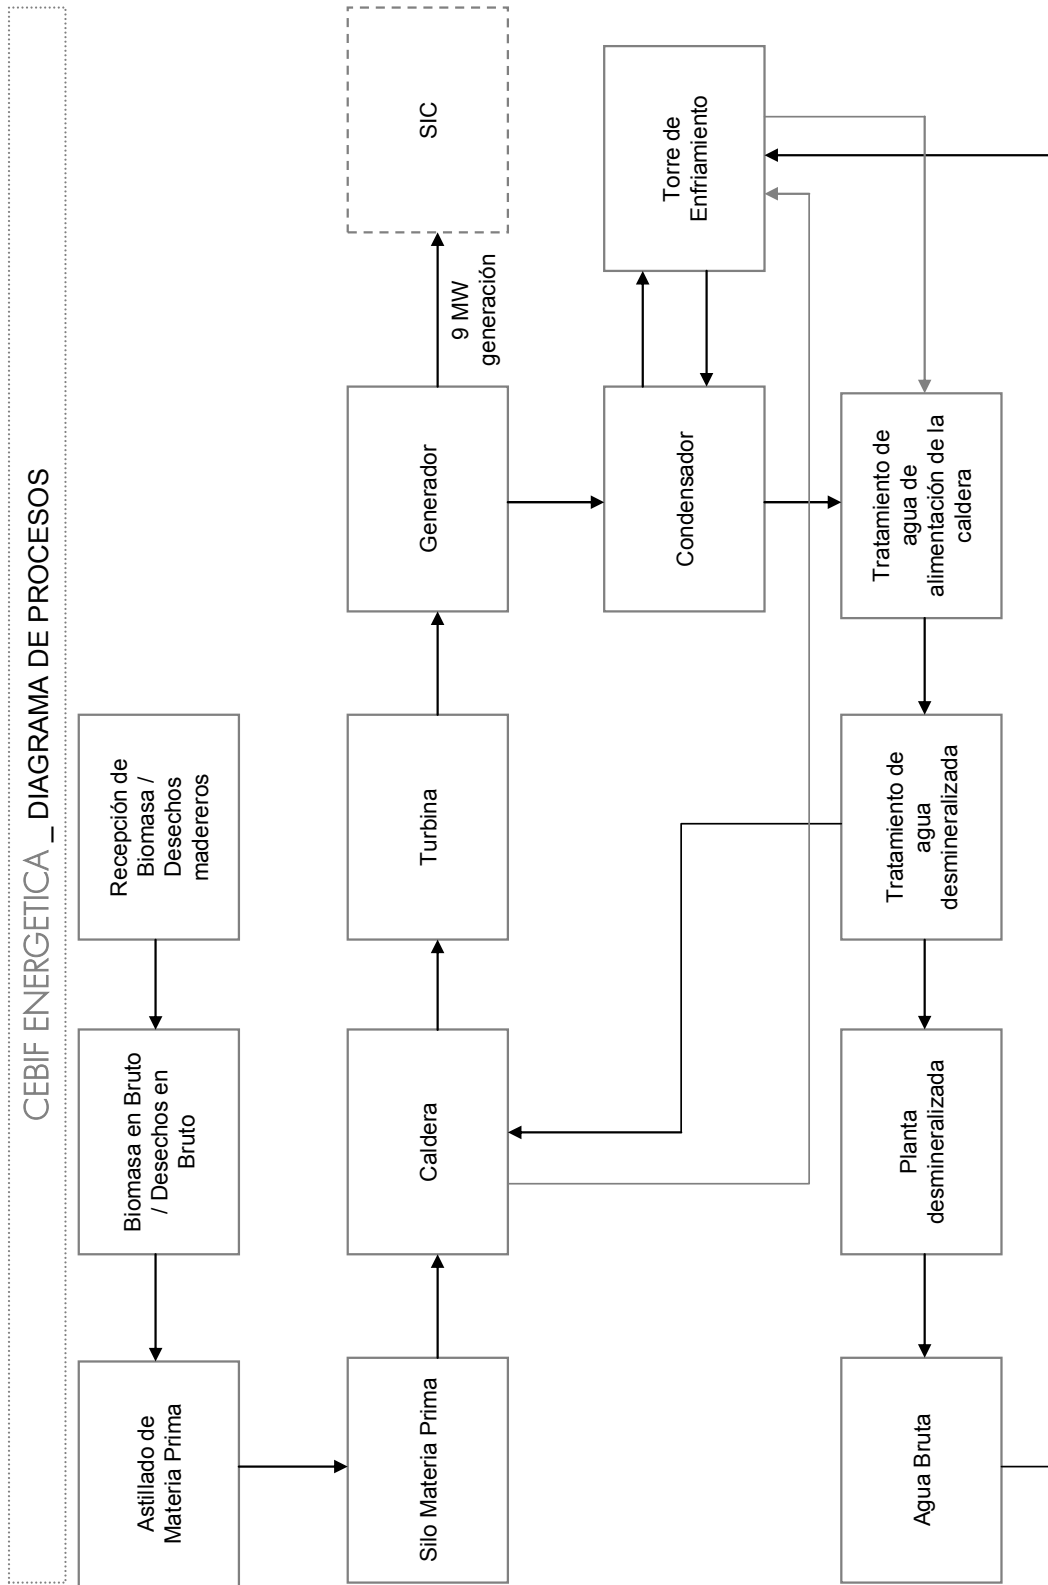 CEBIF ENERGETICA _ DIAGRAMA DE PROCESOS
Astillado de
Materia Prima
Biomasa en Bruto
/ Desechos en
Bruto
Recepción de
Biomasa /
Desechos
madereros
Silo Materia Prima
Caldera
Turbina
Generador
9 MW
generación
SIC
Condensador
Torre de
Enfriamiento
Agua Bruta
Planta
desmineralizada
Tratamiento de
agua
desmineralizada
Tratamiento de
agua de
alimentación de la
caldera